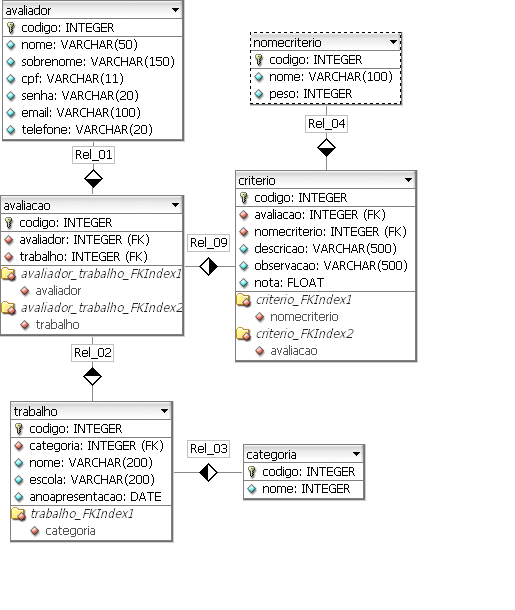 avaliador
codigo: INTEGER
nome: VARCHAR(50)
sobrenome: VARCHAR(150)
cpf: VARCHAR(11)
senha: VARCHAR(20)
email: VARCHAR(100)
telefone: VARCHAR(20)
nomecriterio
codigo: INTEGER
nome: VARCHAR(100)
peso: INTEGER
Rel_04
Rel_01
criterio
codigo: INTEGER
avaliacao: INTEGER (FK)
nomecriterio: INTEGER (FK)
descricao: VARCHAR(500)
observacao: VARCHAR(500)
nota: FLOAT
criterio_FKIndex1
nomecriterio
criterio_FKIndex2
avaliacao
avaliacao
codigo: INTEGER
avaliador: INTEGER (FK)
trabalho: INTEGER (FK)
avaliador_trabalho_FKIndex1
avaliador
avaliador_trabalho_FKIndex2
trabalho
Rel_09
Rel_02
trabalho
codigo: INTEGER
categoria: INTEGER (FK)
nome: VARCHAR(200)
escola: VARCHAR(200)
anoapresentacao: DATE
trabalho_FKIndex1
categoria
Rel_03
categoria
codigo: INTEGER
nome: INTEGER